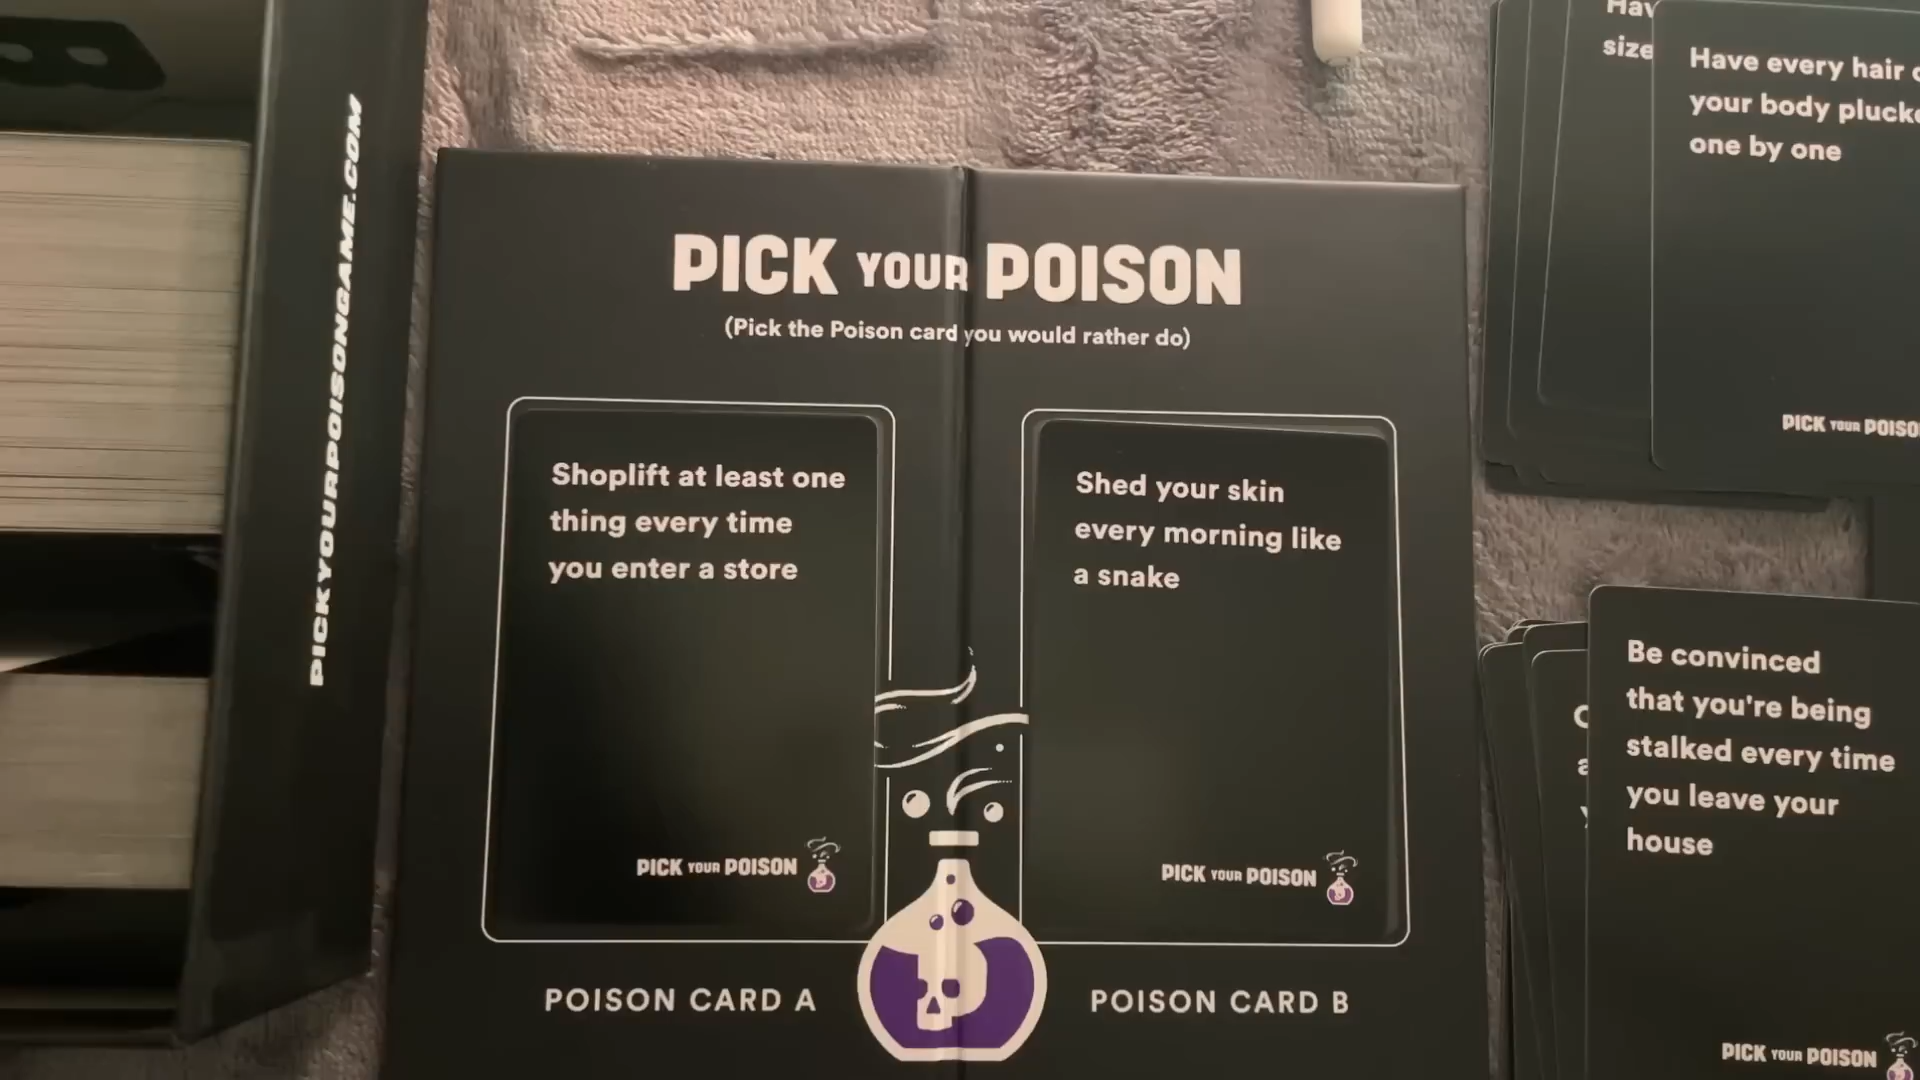 PICKYOURPOISONGAME.COM
PICK YOUR POISON
(Pick the Poison card you would rather do)
Shoplift at least one
thing every time
you enter a store
PICK YOUR POISON
POISON CARD A
Shed your skin
every morning like
a snake
PICK YOUR POISON
POISON CARD B
size
Have every hair
your body
one by one
PICK YOUR
Be convinced
that you're being
stalked every time
you leave your
house
PICK YOUR POISON